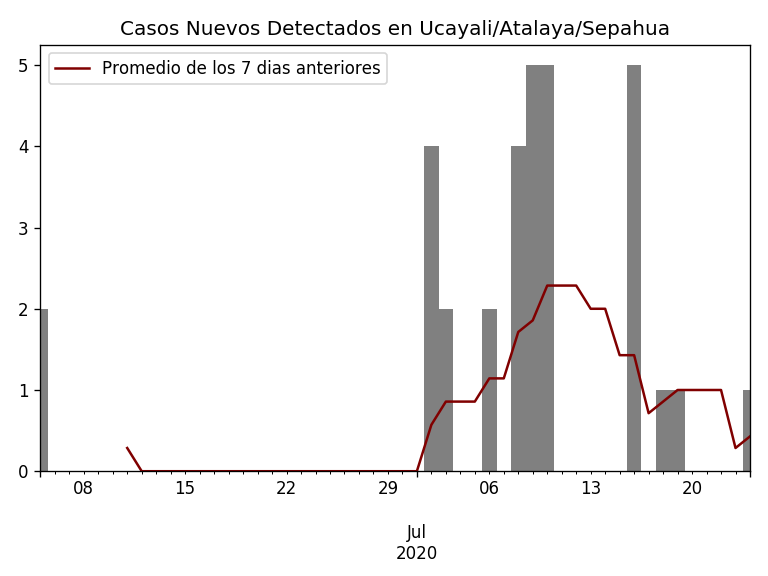 Casos Nuevos Detectados en Ucayali/Atalaya/Sepahua
Promedio de los 7 dias anteriores
5
4
3
2
1
0
08 15 22 29 06 13 20
Jul
2020